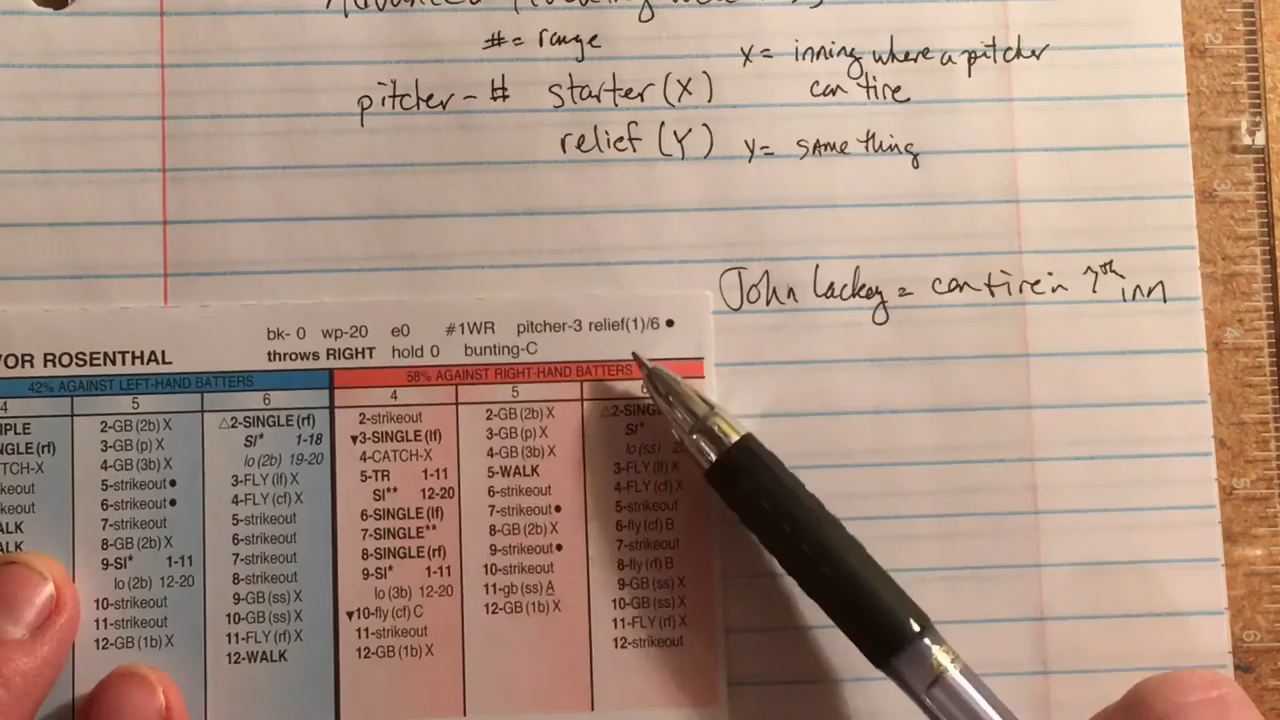 Advanced
# = range
x = inning where a pitcher
pitcher - # starter (X) can tire
relief (Y) y = same thing
John Lackey = can tire in 7th inn
bk- 0 wp-20 e0 #1WR pitcher-3 relief(1)/6 ●
VOR ROSENTHAL throws RIGHT hold 0 bunting-C
42% AGAINST LEFT-HAND BATTERS 58% AGAINST RIGHT-HAND BATTERS
4 5 6 4 5
IPLE
NGLE(rf)
TCH-X
keout
keout
ALK
ALK
2-GB (2b) X
3-GB (p) X
4-GB (3b) X
5-strikeout ●
6-strikeout ●
7-strikeout
8-GB (2b) X
9-SI* 1-11
lo (2b) 12-20
10-strikeout
11-strikeout
12-GB (1b) X
△2-SINGLE (rf)
SI* 1-18
lo (2b) 19-20
3-FLY (lf) X
4-FLY (cf) X
5-strikeout
6-strikeout
7-strikeout
8-strikeout
9-GB (ss) X
10-GB (ss) X
11-FLY (rf) X
12-WALK
2-strikeout
▼3-SINGLE (lf)
4-CATCH-X
5-TR 1-11
SI** 12-20
6-SINGLE (lf)
7-SINGLE**
8-SINGLE (rf)
9-SI* 1-11
lo (3b) 12-20
▼10-fly (cf) C
11-strikeout
12-GB (1b) X
2-GB (2b) X
3-GB (p) X
4-GB (3b) X
5-WALK
6-strikeout
7-strikeout ●
8-GB (2b) X
9-strikeout ●
10-strikeout
11-gb (ss) A
12-GB (1b) X
△2-SING
SI*
lo (ss) 2
3-FLY (lf) X
4-FLY (cf) X
5-strikeout
6-fly (cf) B
7-strikeout
8-fly (rf) B
9-GB (ss) X
10-GB (ss) X
11-FLY (rf) X
12-strikeout